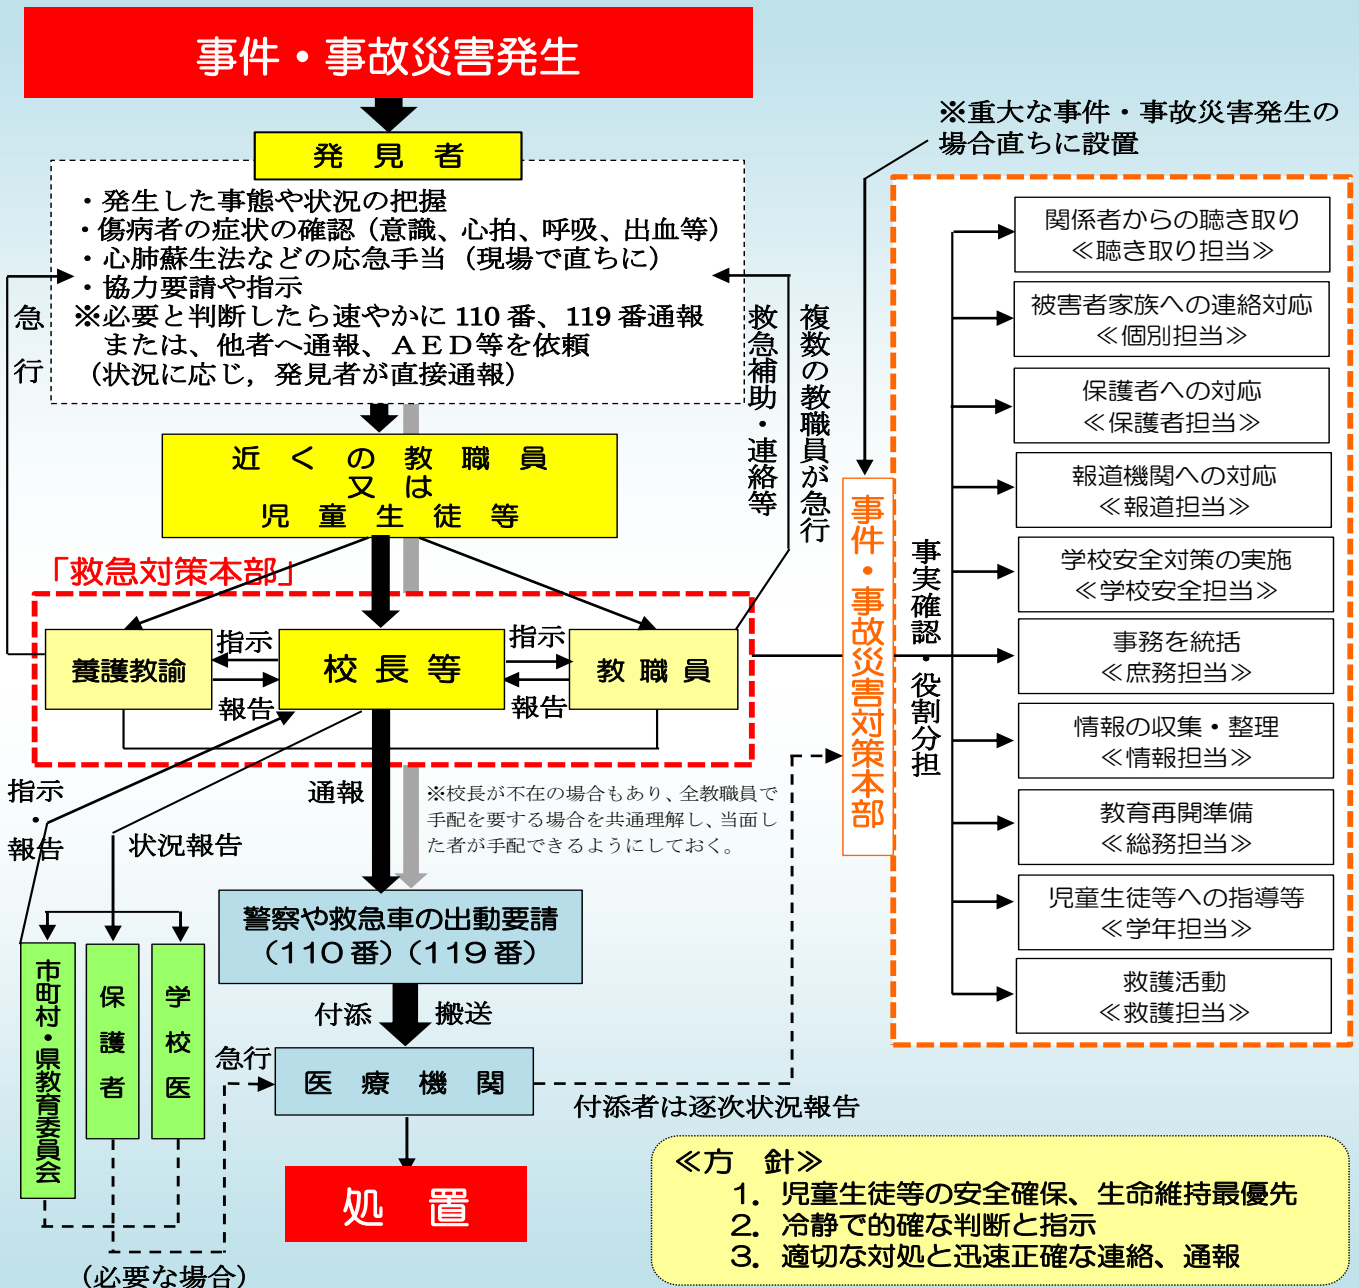 事件・事故災害発生
※重大な事件・事故災害発生の
場合直ちに設置
発見者
・発生した事態や状況の把握
・傷病者の症状の確認（意識、心拍、呼吸、出血等）
・心肺蘇生法などの応急手当（現場で直ちに）
・協力要請や指示
※必要と判断したら速やかに110番、119番通報
または、他者へ通報、ＡＥＤ等を依頼
（状況に応じ，発見者が直接通報）
急行
救急補助・連絡等
複数の教職員が急行
近くの教職員
又は
児童生徒等
「救急対策本部」
養護教諭
指示
報告
校長等
指示
報告
教職員
指示・報告
状況報告
通報
※校長が不在の場合もあり、全教職員で
手配を要する場合を共通理解し、当面し
た者が手配できるようにしておく。
警察や救急車の出動要請
（110番）（119番）
付添
搬送
市町村・県教育委員会
保護者
学校医
急行
医療機関
付添者は逐次状況報告
処置
（必要な場合）
事件・事故災害対策本部
事実確認・役割分担
関係者からの聴き取り
≪聴き取り担当≫
被害者家族への連絡対応
≪個別担当≫
保護者への対応
≪保護者担当≫
報道機関への対応
≪報道担当≫
学校安全対策の実施
≪学校安全担当≫
事務を統括
≪庶務担当≫
情報の収集・整理
≪情報担当≫
教育再開準備
≪総務担当≫
児童生徒等への指導等
≪学年担当≫
救護活動
≪救護担当≫
≪方　針≫
1．児童生徒等の安全確保、生命維持最優先
2．冷静で的確な判断と指示
3．適切な対処と迅速正確な連絡、通報